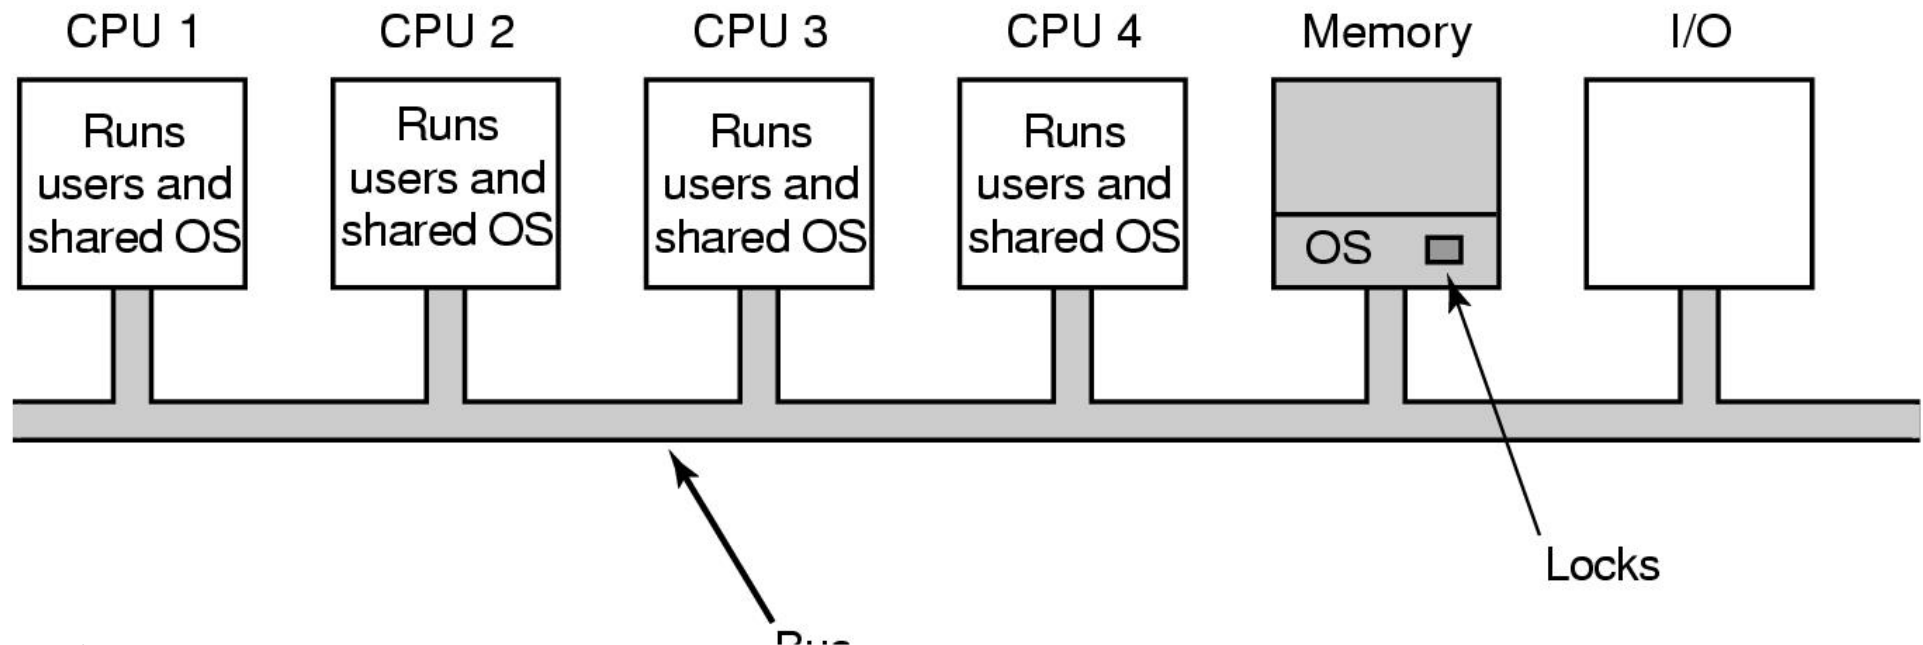 CPU 1
CPU 2
CPU 3
CPU 4
Memory
I/O
Runs
users and
shared OS
Runs
users and
shared OS
Runs
users and
shared OS
Runs
users and
shared OS
OS
Locks
Bus